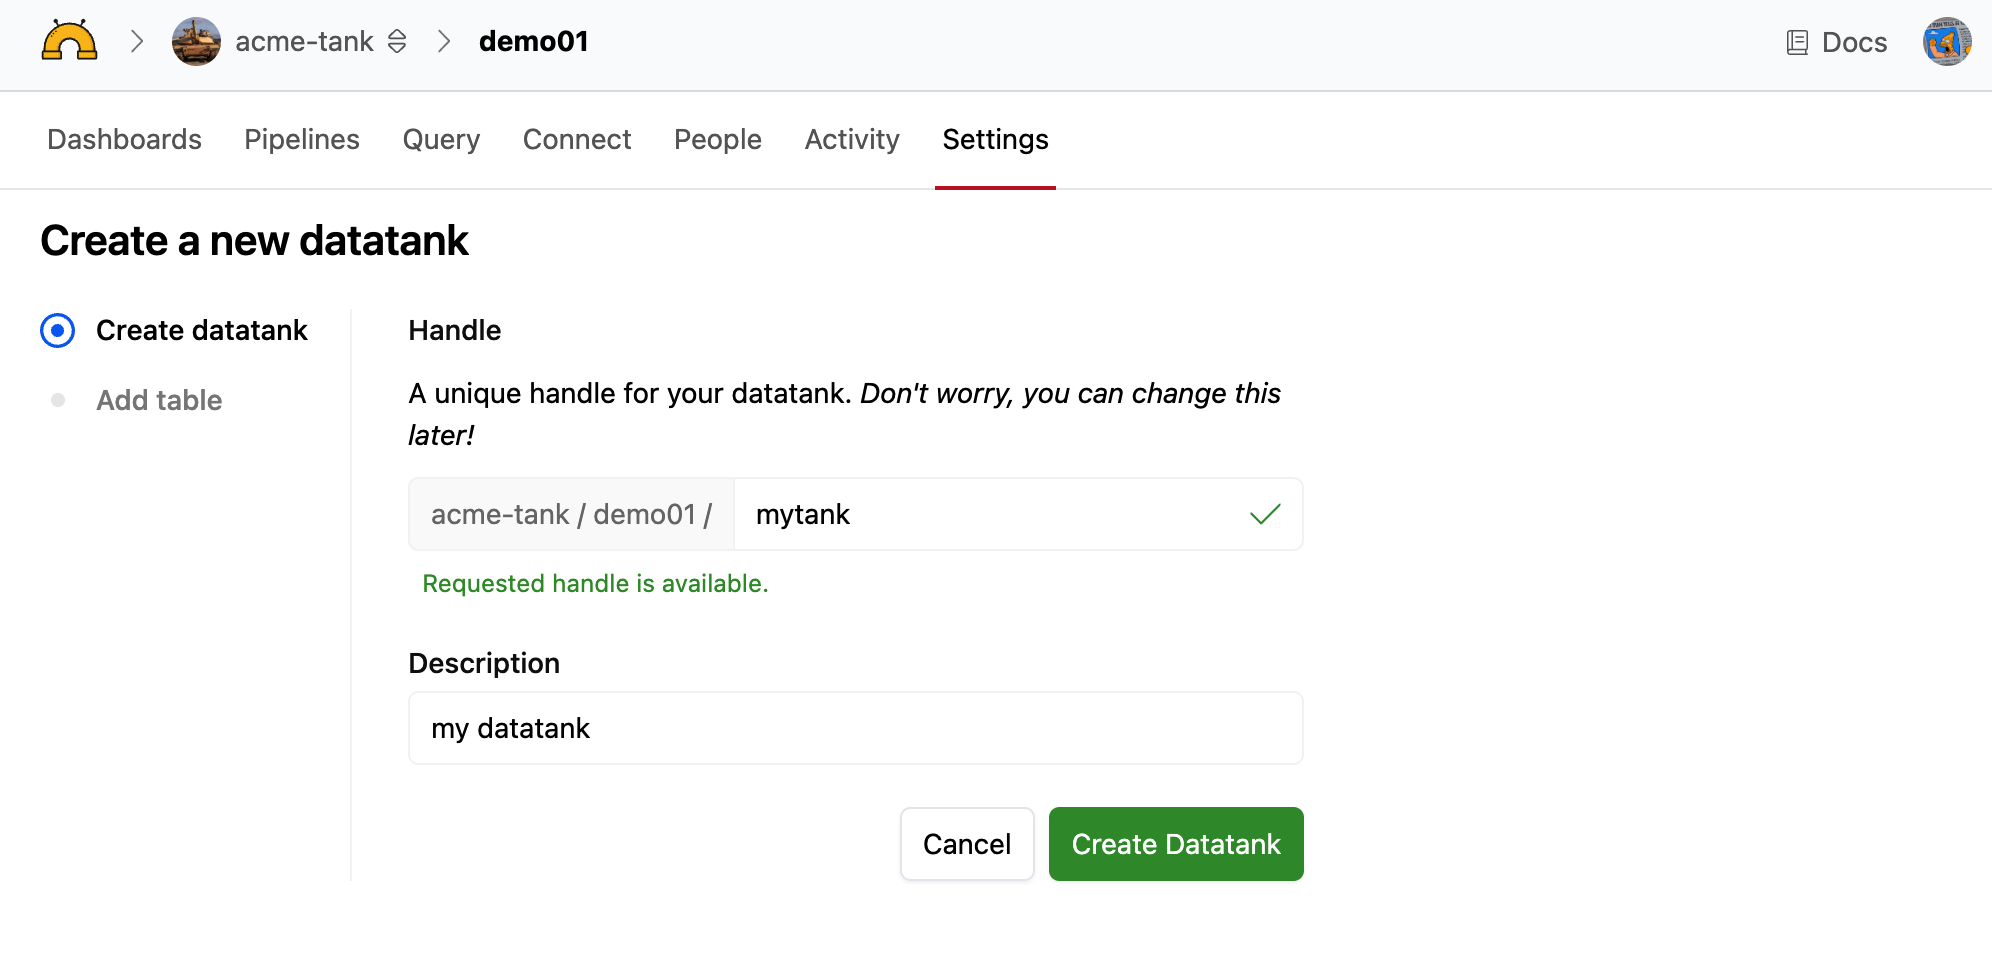 acme-tank demo01 Docs
Dashboards Pipelines Query Connect People Activity Settings
Create a new datatank
Create datatank
Add table
Handle
A unique handle for your datatank. Don't worry, you can change this
later!
acme-tank / demo01 / mytank
Requested handle is available.
Description
my datatank
Cancel Create Datatank